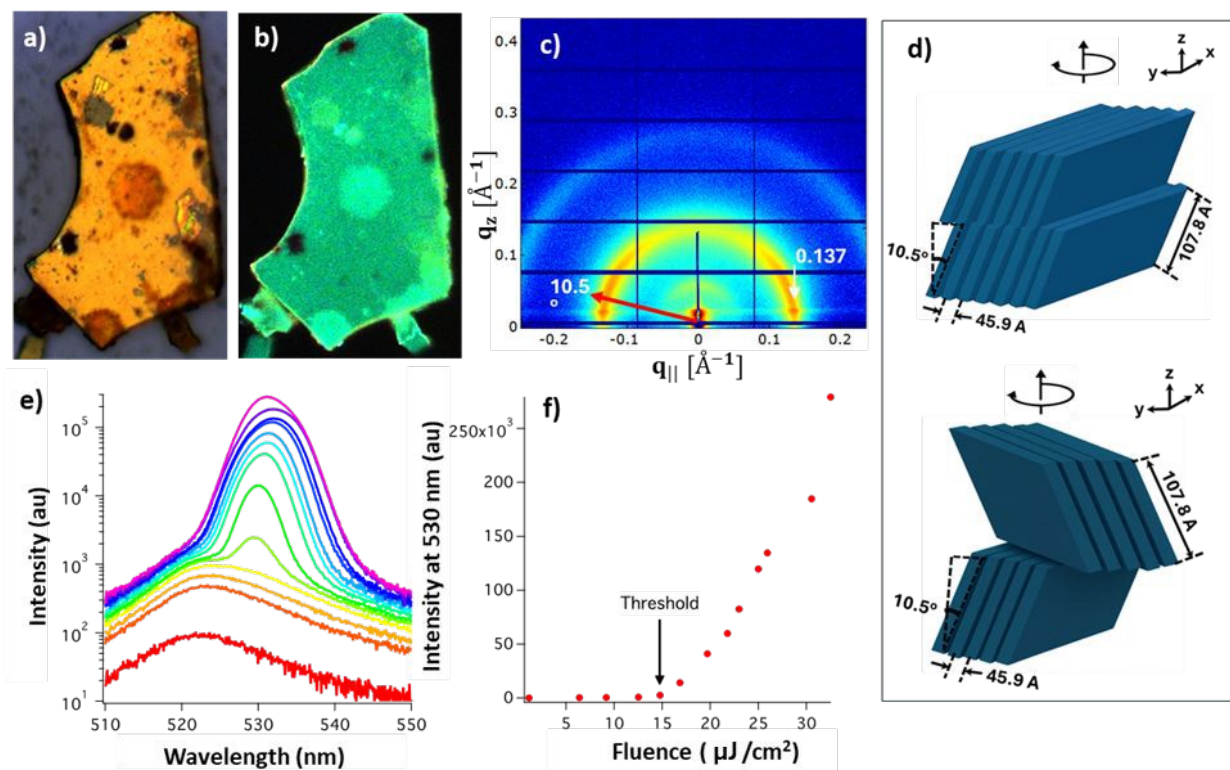 a)
b)
c)
q_z [Å⁻¹]
0.4
0.3
0.2
0.1
0
10.5
o
0.137
-0.2
-0.1
0
0.1
0.2
q_|| [Å⁻¹]
d)
z
y
x
10.5°
107.8 A
45.9 A
z
y
x
107.8 A
10.5°
45.9 A
e)
Intensity (au)
10⁵
10⁴
10³
10²
10¹
510
520
530
540
550
Wavelength (nm)
f)
Intensity at 530 nm (au)
250x10³
200
150
100
50
0
Threshold
5
10
15
20
25
30
Fluence ( μJ /cm²)